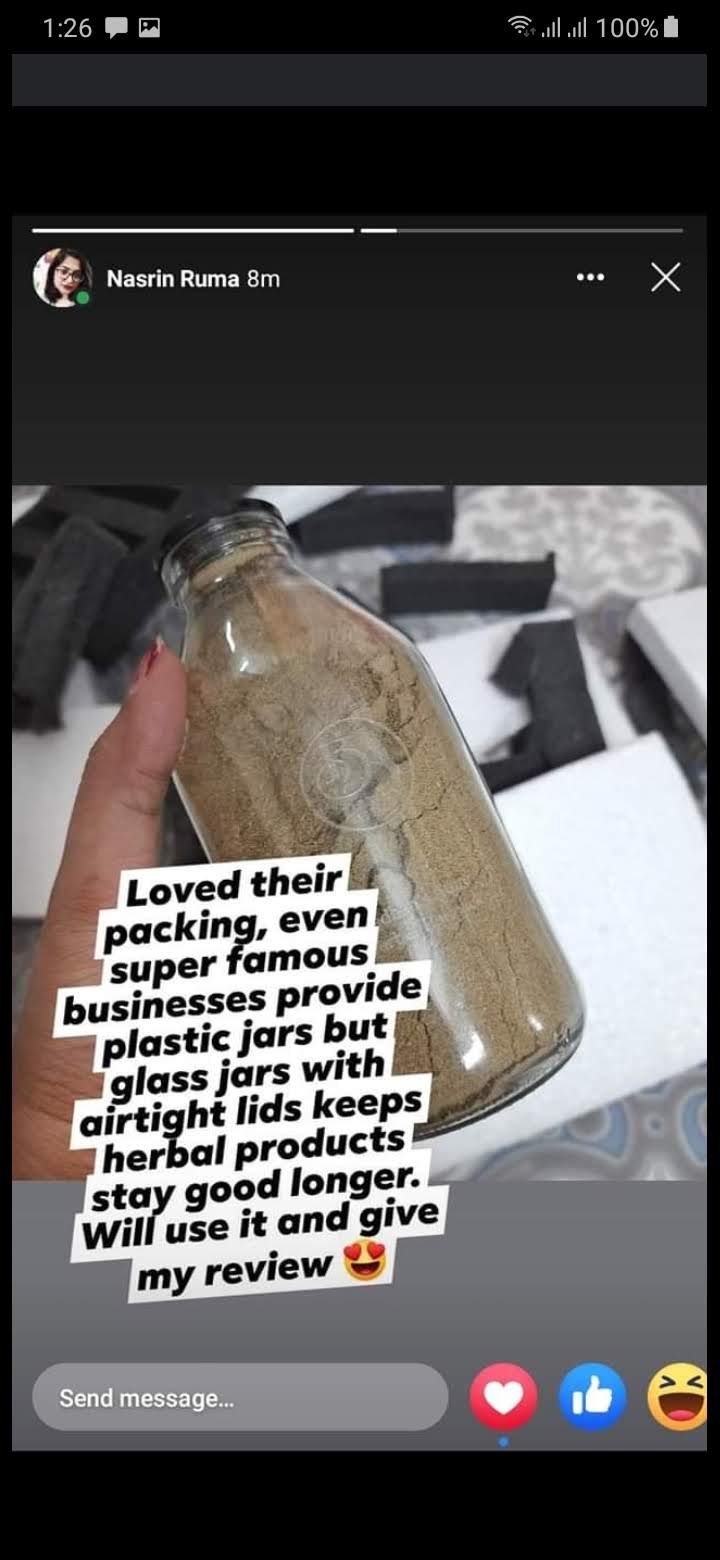 1:26 100%
Nasrin Ruma 8m
Loved their
packing, even
super famous
businesses provide
plastic jars but
glass jars with
airtight lids keeps
herbal products
stay good longer.
Will use it and give
my review 😍
Send message...